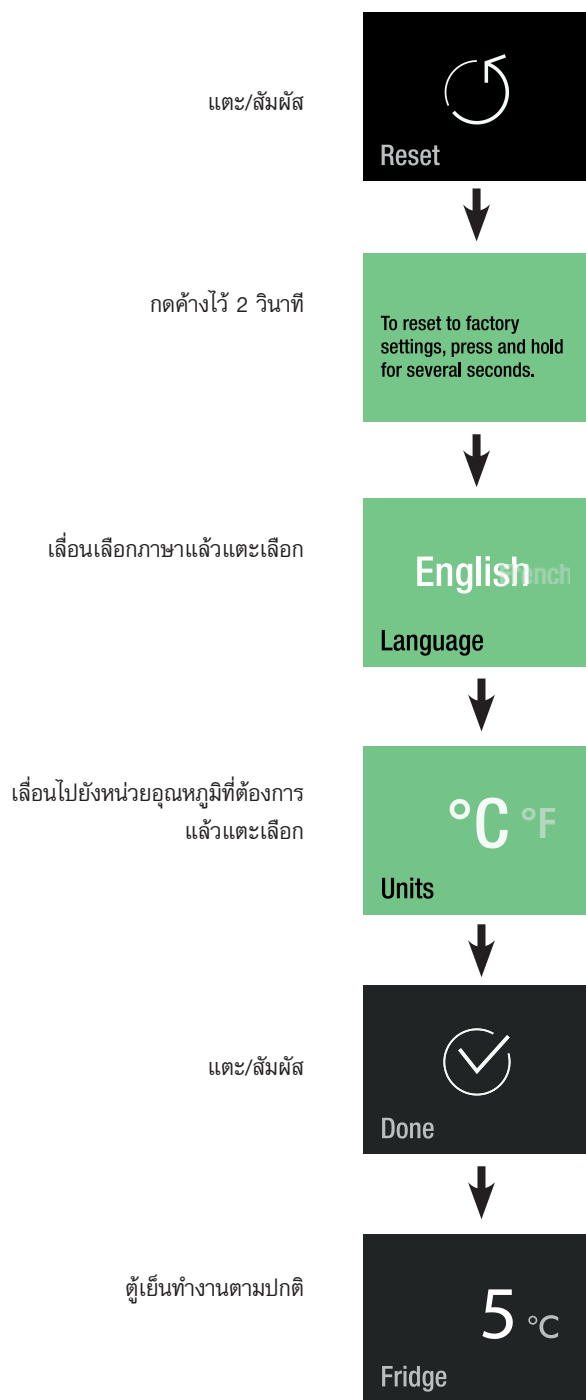 แตะ/สัมผัส
Reset
กดค้างไว้ 2 วินาที
To reset to factory
settings, press and hold
for several seconds.
เลื่อนเลือกภาษาแล้วแตะเลือก
English French
Language
เลื่อนไปยังหน่วยอุณหภูมิที่ต้องการ
แล้วแตะเลือก
°C °F
Units
แตะ/สัมผัส
Done
ตู้เย็นทำงานตามปกติ
5 °C
Fridge